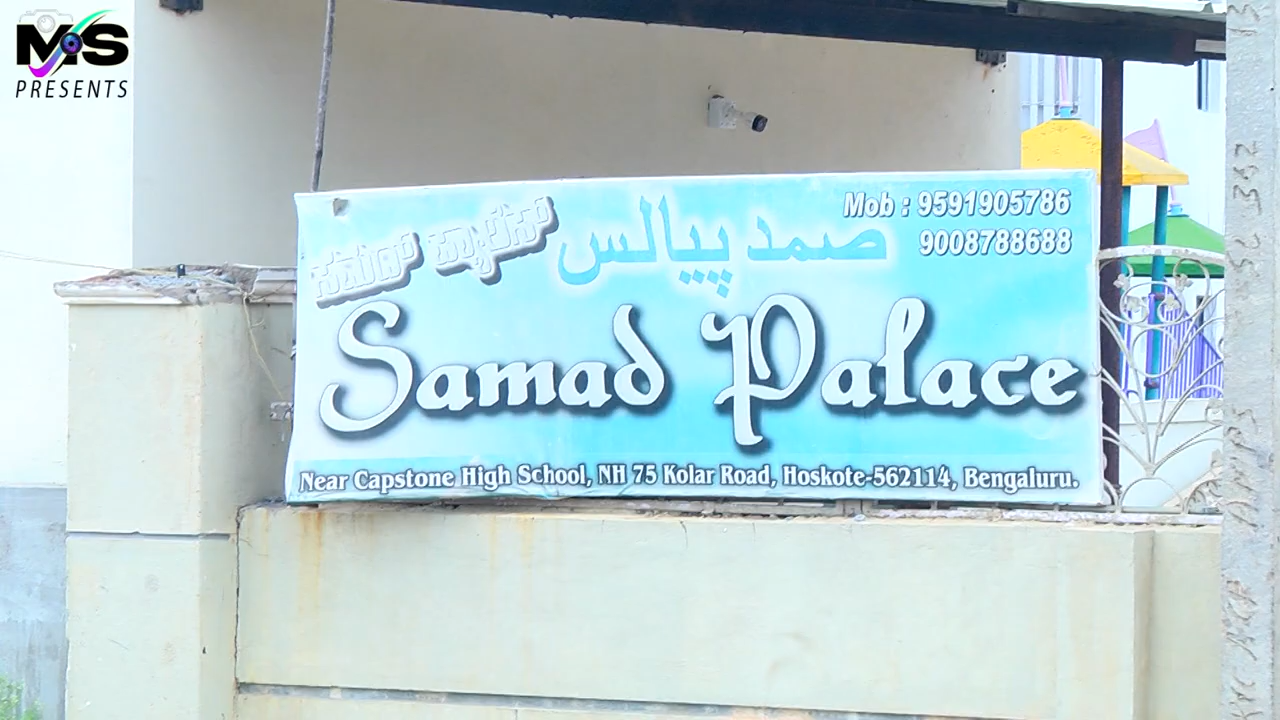 MS
PRESENTS
ಸಮದ್ ಪ್ಯಾಲೇಸ್
صمد پیالس
Mob : 9591905786
9008788688
Samad Palace
Near Capstone High School, NH 75 Kolar Road, Hoskote-562114, Bengaluru.